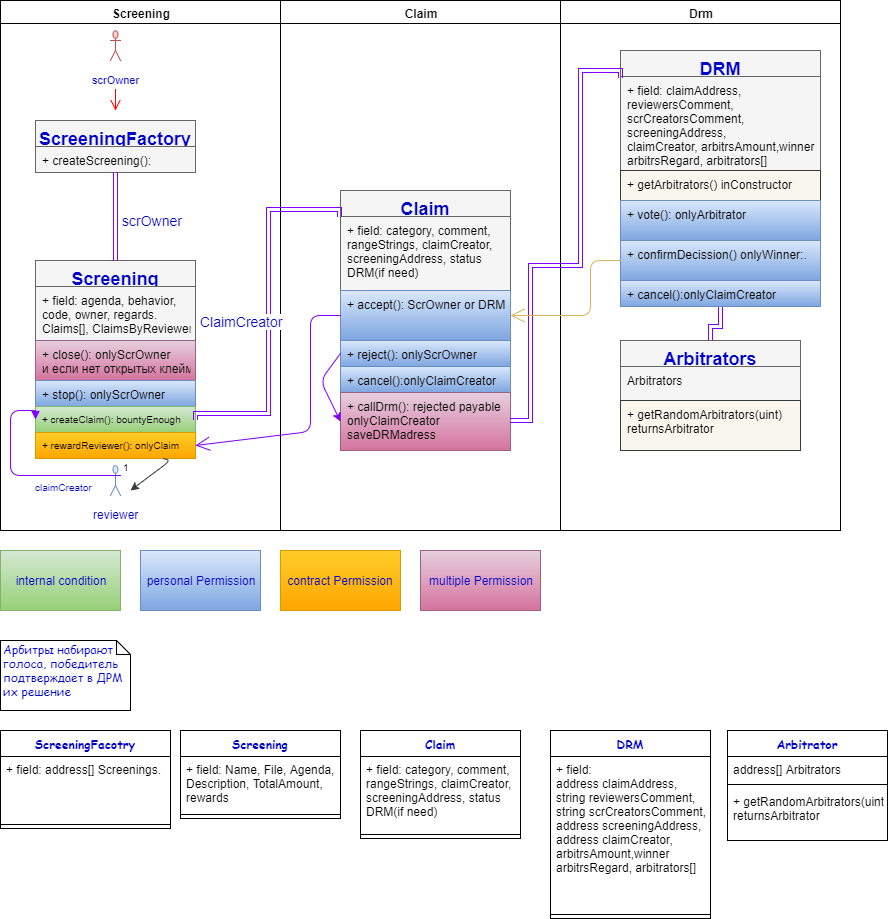 Screening
Claim
Drm
scrOwner
ScreeningFactory
+ createScreening():
scrOwner
Screening
+ field: agenda, behavior,
code, owner, regards.
Claims[], ClaimsByReviewer
+ close(): onlyScrOwner
и если нет открытых клейм
+ stop(): onlyScrOwner
+ createClaim(): bountyEnough
+ rewardReviewer(): onlyClaim
1
claimCreator
reviewer
ClaimCreator
Claim
+ field: category, comment,
rangeStrings, claimCreator,
screeningAddress, status
DRM(if need)
+ accept(): ScrOwner or DRM
+ reject(): onlyScrOwner
+ cancel():onlyClaimCreator
+ callDrm(): rejected payable
onlyClaimCreator
saveDRMadress
DRM
+ field: claimAddress,
reviewersComment,
scrCreatorsComment,
screeningAddress,
claimCreator, arbitrsAmount,winner
arbitrsRegard, arbitrators[]
+ getArbitrators() inConstructor
+ vote(): onlyArbitrator
+ confirmDecission() onlyWinner:.
+ cancel():onlyClaimCreator
Arbitrators
Arbitrators
+ getRandomArbitrators(uint)
returnsArbitrator
internal condition
personal Permission
contract Permission
multiple Permission
Арбитры набирают
голоса, победитель
подтверждает в ДРМ
их решение
ScreeningFacotry
+ field: address[] Screenings.
Screening
+ field: Name, File, Agenda,
Description, TotalAmount,
rewards
Claim
+ field: category, comment,
rangeStrings, claimCreator,
screeningAddress, status
DRM(if need)
DRM
+ field:
address claimAddress,
string reviewersComment,
string scrCreatorsComment,
address screeningAddress,
address claimCreator,
arbitrsAmount,winner
arbitrsRegard, arbitrators[]
Arbitrator
address[] Arbitrators
+ getRandomArbitrators(uint
returnsArbitrator